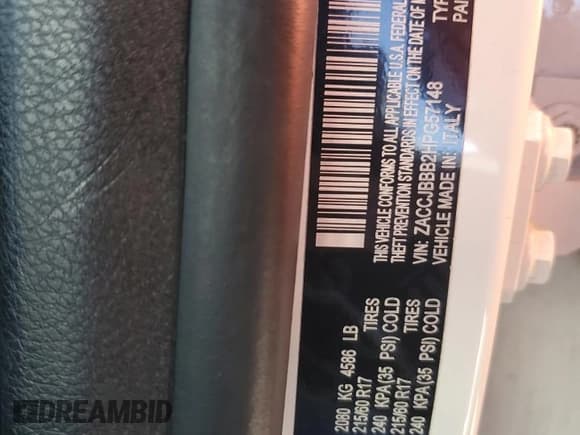 2080 KG 4586 LB
215/60 R17 TIRES
240 KPA (35 PSI) COLD
215/60 R17 TIRES
240 KPA (35 PSI) COLD
THIS VEHICLE CONFORMS TO ALL APPLICABLE U.S.A. FEDERAL
THEFT PREVENTION STANDARDS IN EFFECT ON THE DATE OF M
VIN: ZACCJBBB2HPG57148 TYP
VEHICLE MADE IN: ITALY PAI
DREAMBID